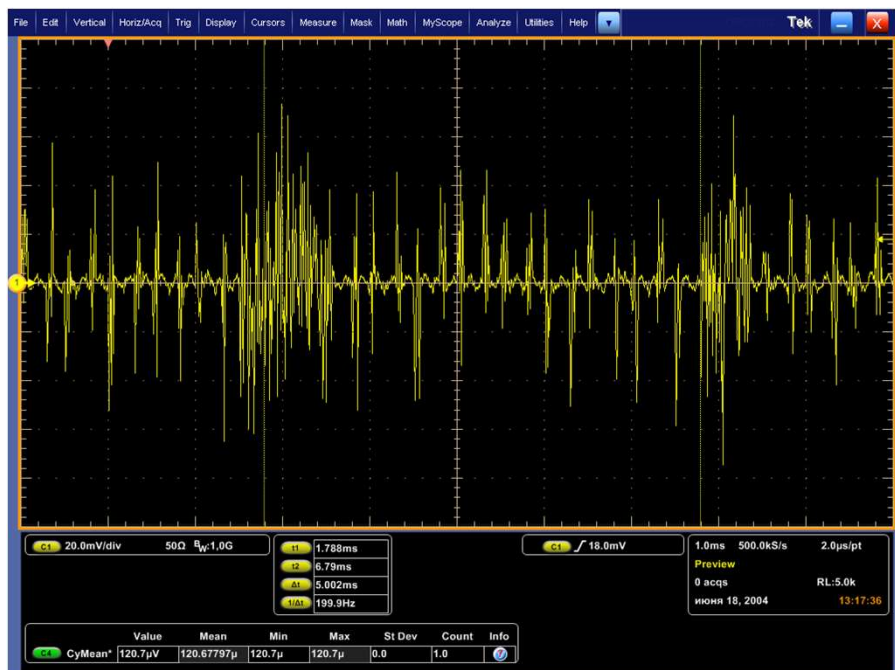 File Edit Vertical Horiz/Acq Trig Display Cursors Measure Mask Math MyScope Analyze Utilities Help Tek X
1
C1 20.0mV/div 50Ω BW:1,0G
t1 1.788ms
t2 6.79ms
Δt 5.002ms
1/Δt 199.9Hz
C1 18.0mV
1.0ms 500.0kS/s 2.0µs/pt
Preview
0 acqs RL:5.0k
июня 18, 2004 13:17:36
Value Mean Min Max St Dev Count Info
C4 CyMean* 120.7µV 120.67797µ 120.7µ 120.7µ 0.0 1.0